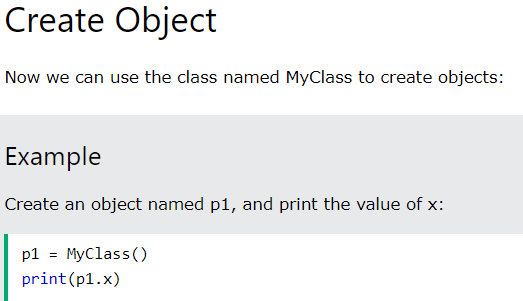 Create Object
Now we can use the class named MyClass to create objects:
Example
Create an object named p1, and print the value of x:
p1 = MyClass()
print(p1.x)